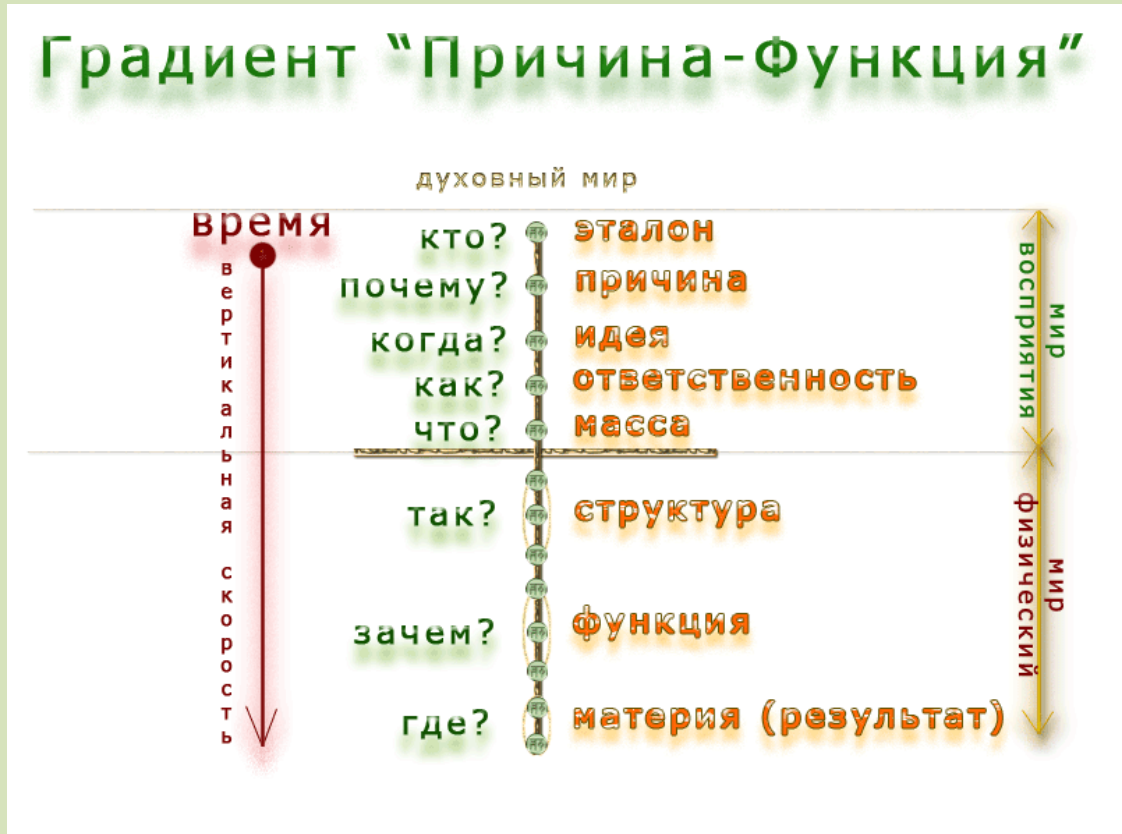 Градиент “Причина-Функция”
духовный мир
время
вертикальная скорость
кто? эталон
почему? причина
когда? идея
как? ответственность
что? масса
так? структура
зачем? функция
где? материя (результат)
мир
восприятия
мир
физический